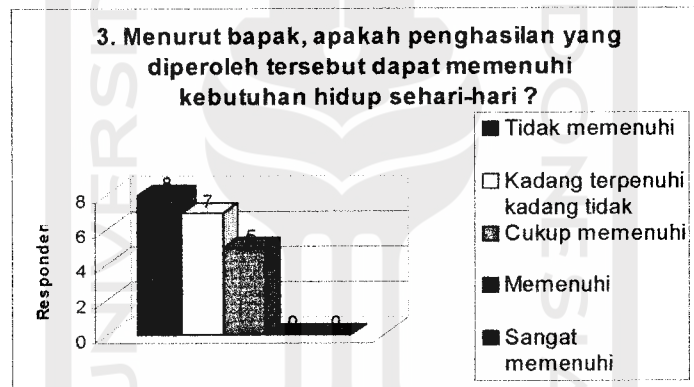 3. Menurut bapak, apakah penghasilan yang
diperoleh tersebut dapat memenuhi
kebutuhan hidup sehari-hari ?
Responder
8
6
4
2
0
8
7
5
0
0
Tidak memenuhi
Kadang terpenuhi
kadang tidak
Cukup memenuhi
Memenuhi
Sangat
memenuhi